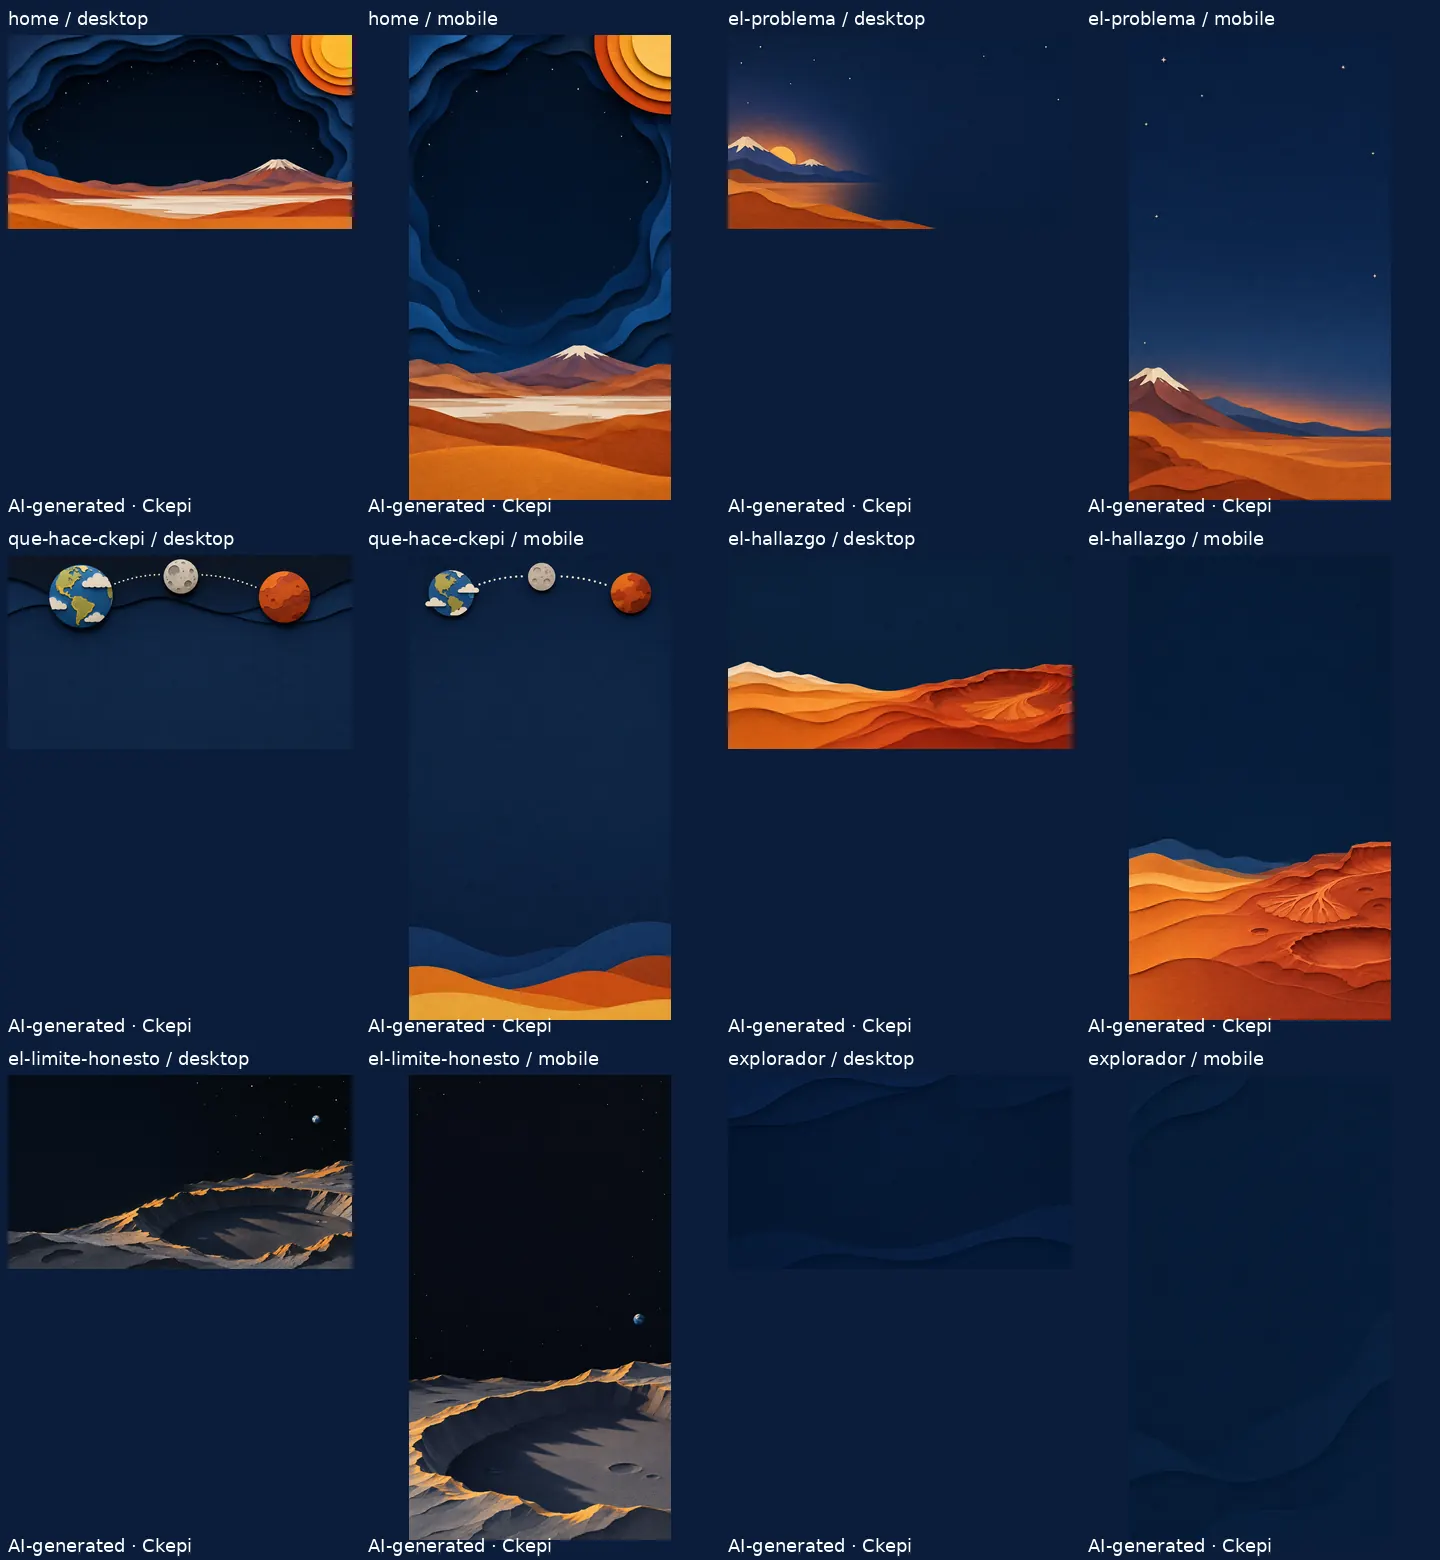 home / desktop
home / mobile
el-problema / desktop
el-problema / mobile
AI-generated · Ckepi
AI-generated · Ckepi
AI-generated · Ckepi
AI-generated · Ckepi
que-hace-ckepi / desktop
que-hace-ckepi / mobile
el-hallazgo / desktop
el-hallazgo / mobile
AI-generated · Ckepi
AI-generated · Ckepi
AI-generated · Ckepi
AI-generated · Ckepi
el-limite-honesto / desktop
el-limite-honesto / mobile
explorador / desktop
explorador / mobile
AI-generated · Ckepi
AI-generated · Ckepi
AI-generated · Ckepi
AI-generated · Ckepi